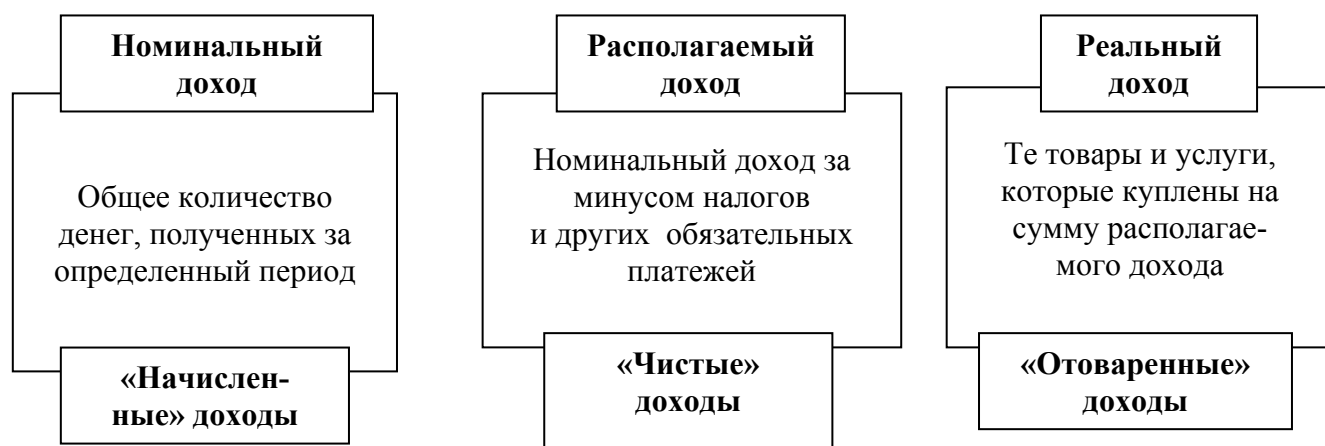 Номинальный
доход
Общее количество
денег, полученных за
определенный период
«Начислен-
ные» доходы
Располагаемый
доход
Номинальный доход за
минусом налогов
и других обязательных
платежей
«Чистые»
доходы
Реальный
доход
Те товары и услуги,
которые куплены на
сумму располагае-
мого дохода
«Отоваренные»
доходы